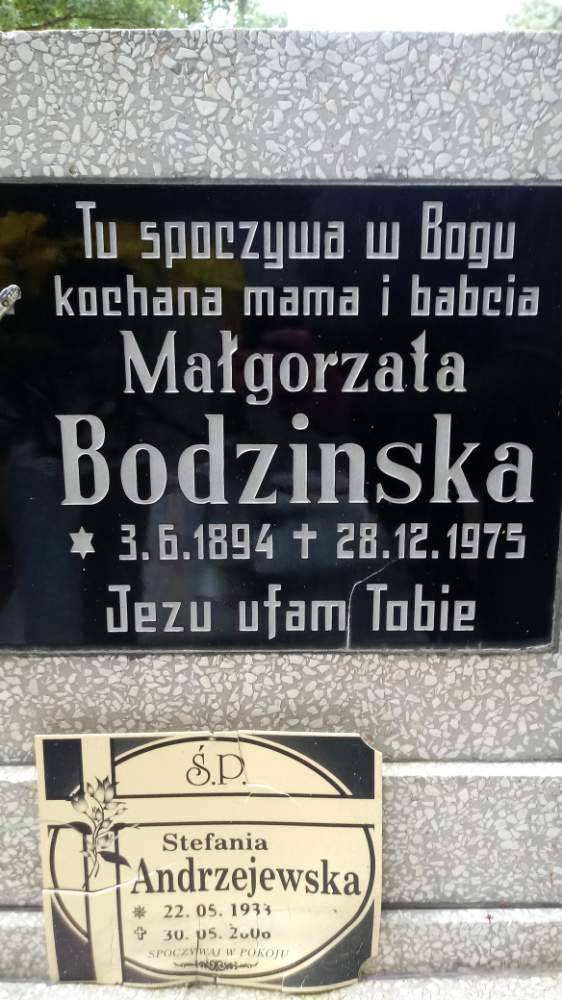 Tu spoczywa w Bogu
kochana mama i babcia
Małgorzata
Bodzinska
3.6.1894 † 28.12.1975
Jezu ufam Tobie
Ś.P.
Stefania
Andrzejewska
22. 05. 1933
30. 05. 2006
SPOCZYWAJ W POKOJU